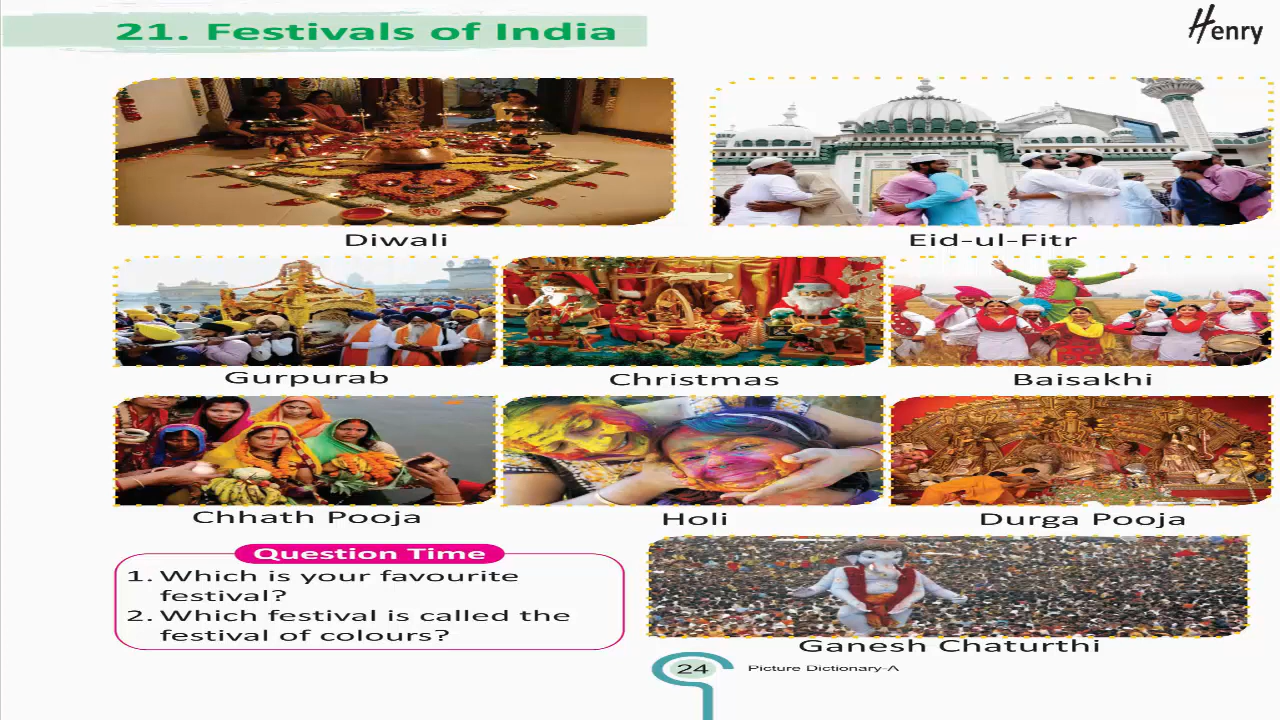 21. Festivals of India
Henry
Diwali
Eid-ul-Fitr
Gurpurab
Christmas
Baisakhi
Chhath Pooja
Holi
Durga Pooja
Question Time
1. Which is your favourite
festival?
2. Which festival is called the
festival of colours?
Ganesh Chaturthi
24
Picture Dictionary-A